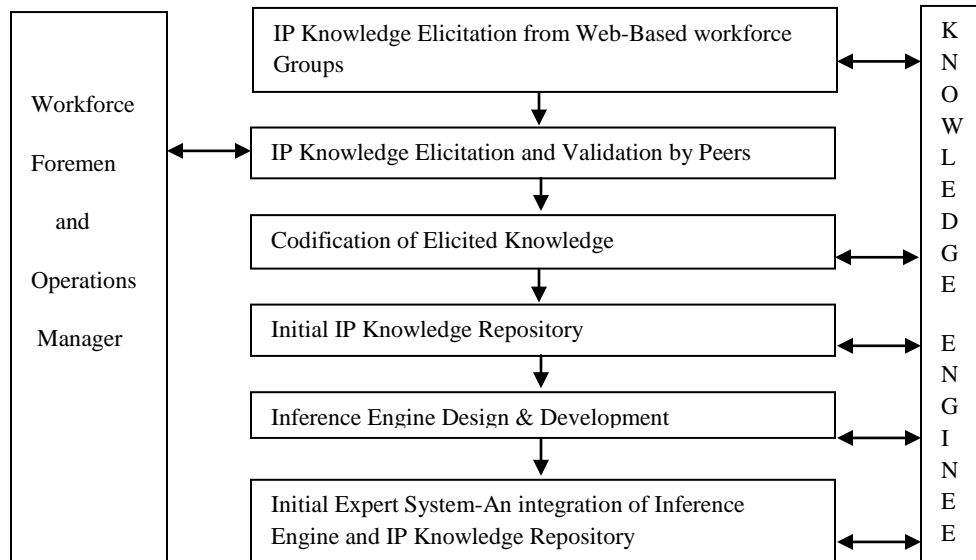 Workforce
Foremen
and
Operations
Manager
IP Knowledge Elicitation from Web-Based workforce
Groups
IP Knowledge Elicitation and Validation by Peers
Codification of Elicited Knowledge
Initial IP Knowledge Repository
Inference Engine Design & Development
Initial Expert System-An integration of Inference
Engine and IP Knowledge Repository
K
N
O
W
L
E
D
G
E
E
N
G
I
N
E
E